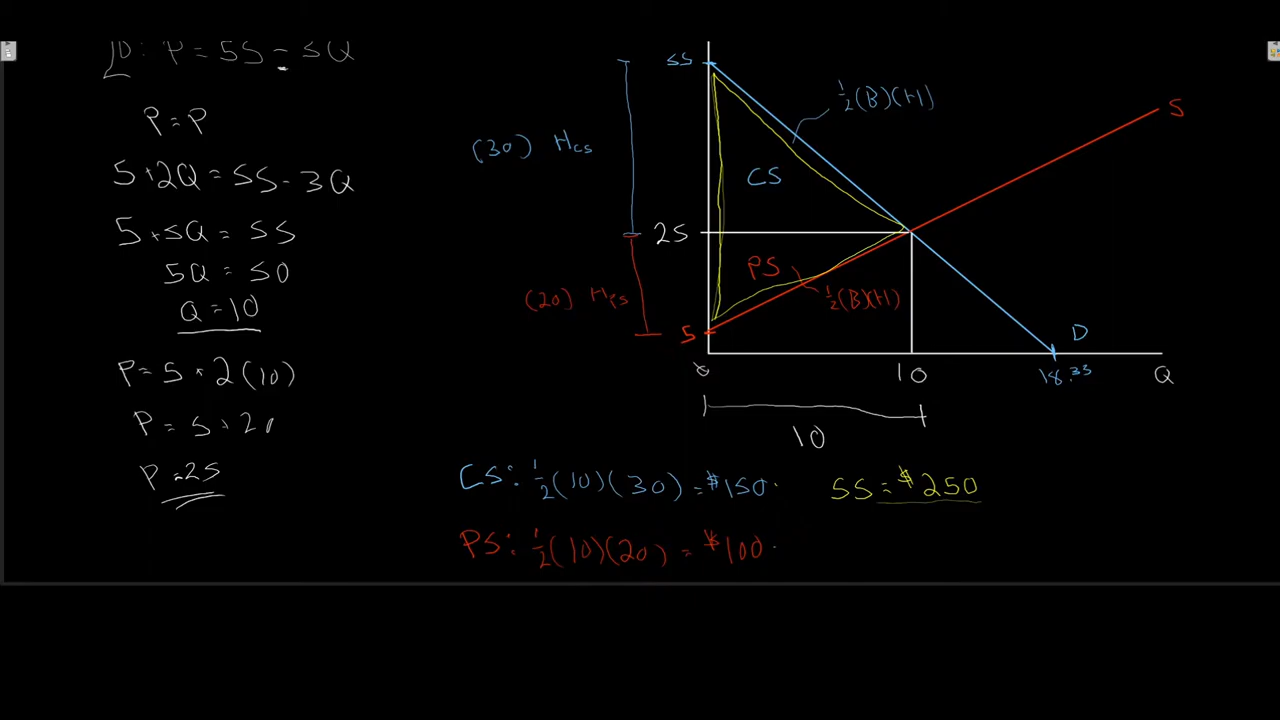 D: P = 55 - 3Q
P = P
5 + 2Q = 55 - 3Q
5 + 5Q = 55
5Q = 50
Q = 10
P = 5 + 2(10)
P = 5 + 20
P = 25
55
1/2(B)(H)
S
(30) Hcs
CS
25
PS
(20) HPS
1/2(B)(H)
5
D
0
10
18.33
Q
10
CS: 1/2(10)(30) = $150.
SS = $250
PS: 1/2(10)(20) = $100.